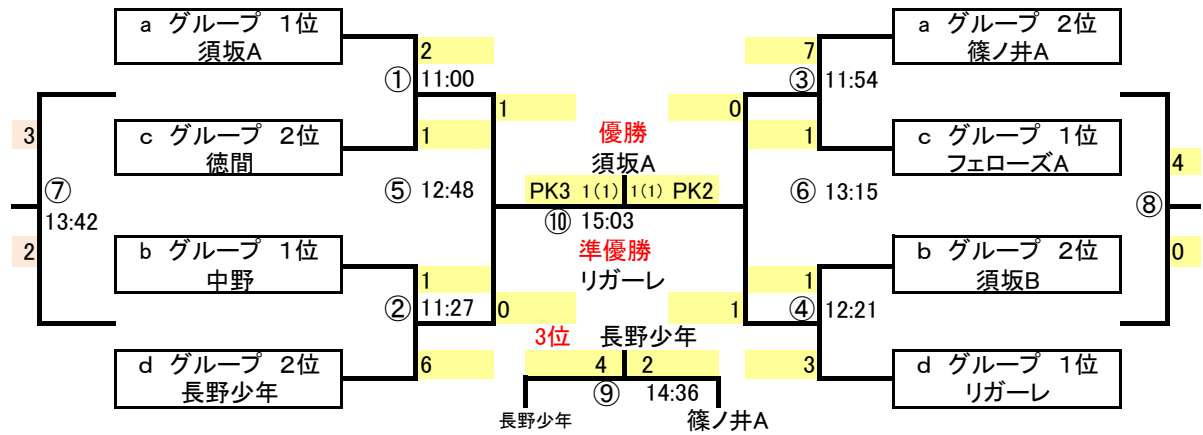 a グループ 1位
須坂A
c グループ 2位
徳間
b グループ 1位
中野
d グループ 2位
長野少年
3
⑦
13:42
2
2
① 11:00
1
⑤ 12:48
1
② 11:27
6
1
0
優勝
須坂A
PK3 1(1) 1(1) PK2
⑩ 15:03
準優勝
リガーレ
3位 長野少年
4 2
⑨ 14:36
長野少年 篠ノ井A
0
1
7
③ 11:54
1
⑥ 13:15
1
④ 12:21
3
a グループ 2位
篠ノ井A
c グループ 1位
フェローズA
b グループ 2位
須坂B
d グループ 1位
リガーレ
4
⑧
0